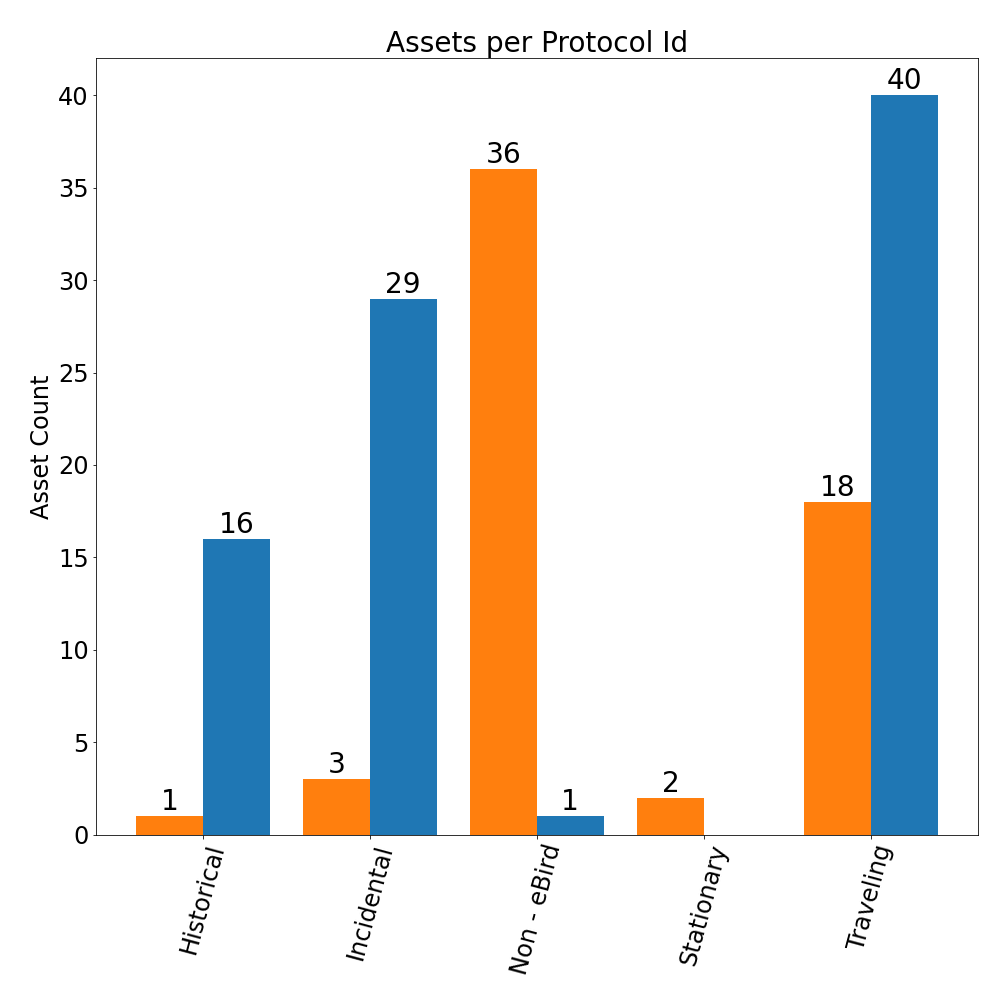 Assets per Protocol Id
Asset Count
40
35
30
25
20
15
10
5
0
1
16
3
29
36
1
2
18
40
Historical
Incidental
Non - eBird
Stationary
Traveling